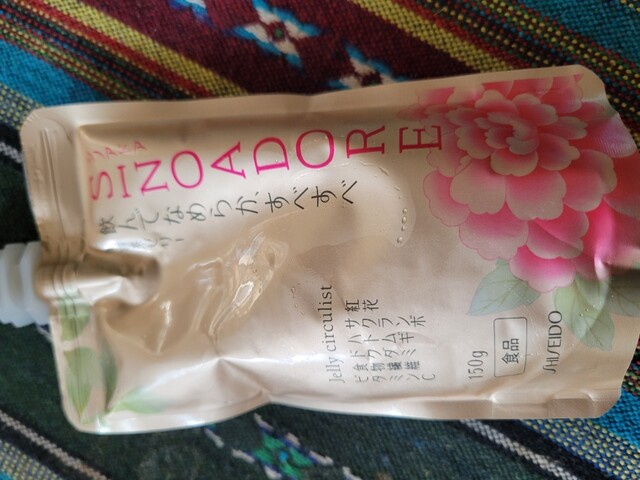 SINOADORE
飲んでなめらか、すべすべ
Jelly circulist
紅花
サクラン
ハトムギ
ドクダミ
食物繊維
ビタミンC
150g
食品
SHISEIDO